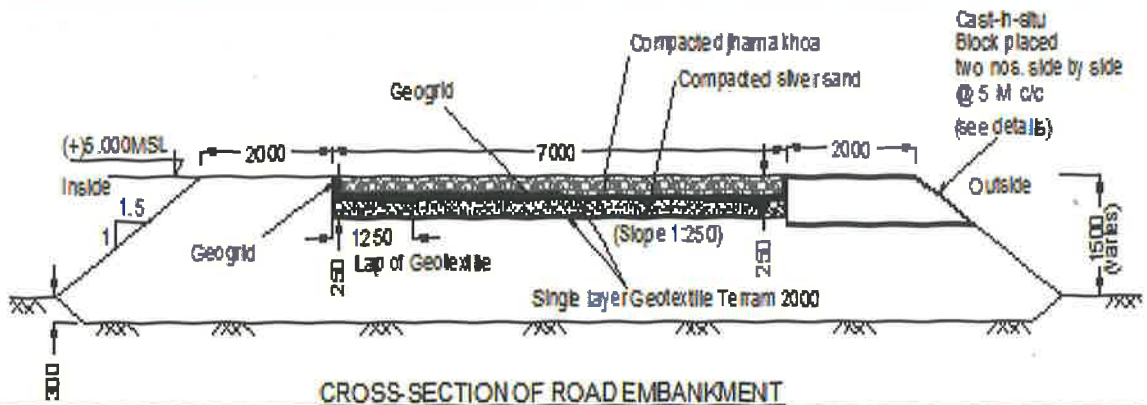 Cast-in-situ
Block placed
two nos. side by side
@ 5 M c/c
(see details)
Compacted jhama khoa
Compacted silver sand
Geogrid
(+)5.000MSL
2000
7000
2000
Inside
Outside
1.5
1
Geogrid
1250
Lap of Geotextile
(Slope 1:250)
250
250
1500
(varies)
Single layer Geotextile Terram 2000
300
CROSS-SECTION OF ROAD EMBANKMENT